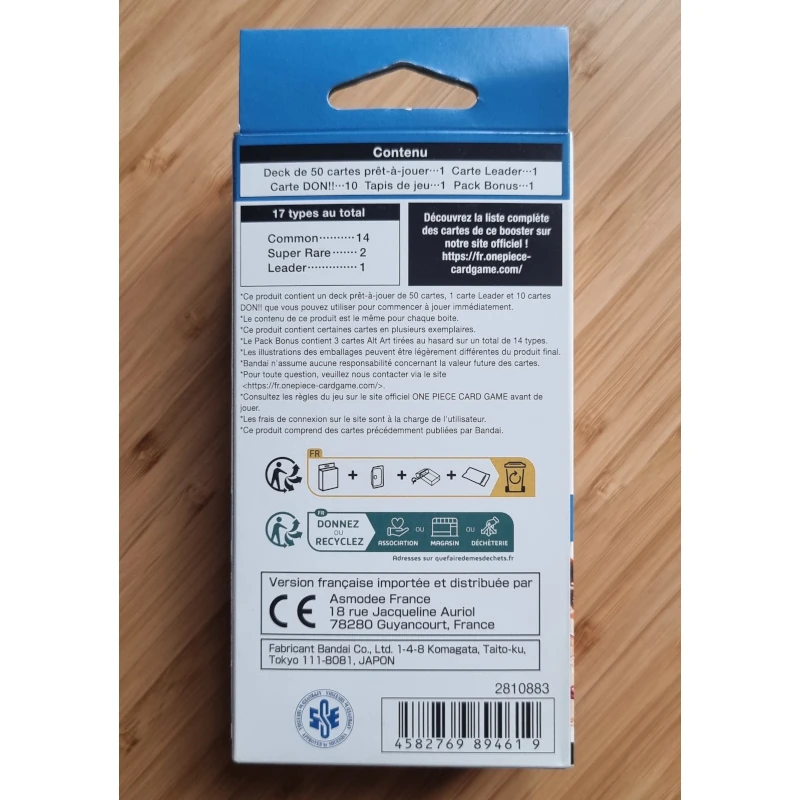 Contenu
Deck de 50 cartes prêt-à-jouer···1 Carte Leader···1
Carte DON!!···10 Tapis de jeu···1 Pack Bonus···1
17 types au total
Common··········14
Super Rare·······2
Leader··············1
Découvrez la liste complète
des cartes de ce booster sur
notre site officiel !
https://fr.onepiece-
cardgame.com/
*Ce produit contient un deck prêt-à-jouer de 50 cartes, 1 carte Leader et 10 cartes
DON!! que vous pouvez utiliser pour commencer à jouer immédiatement.
*Le contenu de ce produit est le même pour chaque boite.
*Ce produit contient certaines cartes en plusieurs exemplaires.
*Le Pack Bonus contient 3 cartes Alt Art tirées au hasard sur un total de 14 types.
*Les illustrations des emballages peuvent être légèrement différentes du produit final.
*Bandai n'assume aucune responsabilité concernant la valeur future des cartes.
*Pour toute question, veuillez nous contacter via le site
<https://fr.onepiece-cardgame.com/>.
*Consultez les règles du jeu sur le site officiel ONE PIECE CARD GAME avant de
jouer.
*Les frais de connexion sur le site sont à la charge de l'utilisateur.
*Ce produit comprend des cartes précédemment publiées par Bandai.
FR
+ + +
FR
DONNEZ
OU
RECYCLEZ
ASSOCIATION OU MAGASIN OU DÉCHÈTERIE
Adresses sur quefairedemesdechets.fr
Version française importée et distribuée par
CE
Asmodee France
18 rue Jacqueline Auriol
78280 Guyancourt, France
Fabricant Bandai Co., Ltd. 1-4-8 Komagata, Taito-ku,
Tokyo 111-8081, JAPON
2810883
4582769 894619